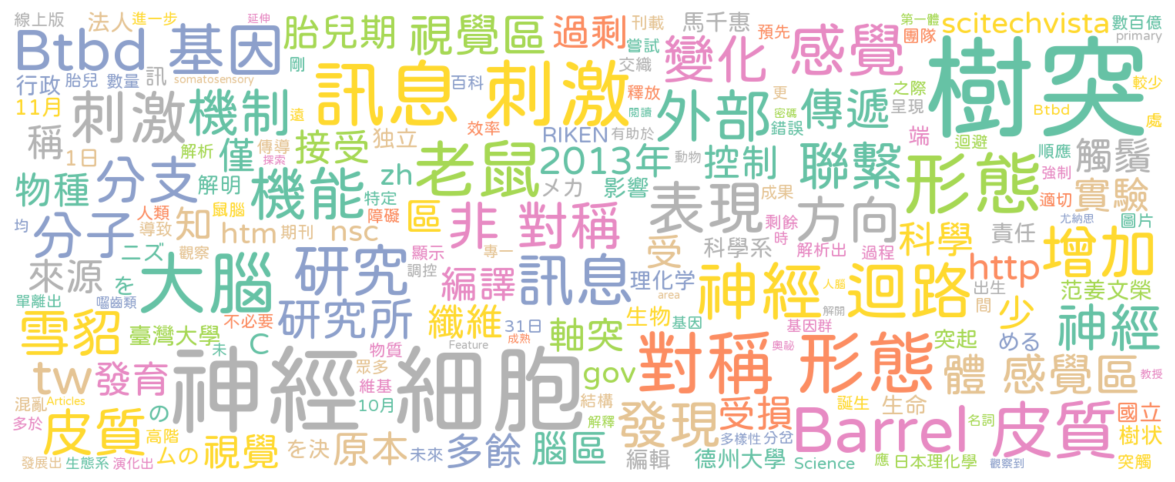 線上版 法人 進一步 延伸 胎兒期 視覺區 過剩 刊載 馬千惠 預先 第一體 scitechvista 數百億
Btbd 基因 嘗試 變化 感覺 團隊 primary
行政 胎兒 數量 訊 somatosensory 剛 訊息 刺激 百科 交織 樹突 較少
11月 刺激 機制 遠 釋放 外部 更 之際 呈現 Btbd 處
閱讀 密碼 傳遞
稱 1日 解析 傳導 效率 RIKEN 有助於 錯誤 端 迴避 順應 觸鬚
僅 探索 接受 独立 老鼠 2013年 動物 控制 聯繫 強制
物種 分支 解明 機能 特定 zh メカ 影響 形態 適切 實驗
鼠腦 障礙 成果
均 分子 人類 導致 知 htm 期刊 nsc 區 非 對稱 表現 剩餘 時 方向 尤納思 圖片
科學 責任
來源 ニズ 觀察 顯示 專一 科學系 解析出 過程 增加
を 大腦 研究 調控 編譯 訊息 理化学 受 神經 人腦 迴路 http 出生
單離出 嚙齒類 area 間 范姜文榮
雪貂 臺灣大學 不必要 研究所 纖維 31日 軸突 生物 基因 解開 少 神經
未 C 物質 Feature 成熟 基因群 突起 める
tw 發育 神經 細胞 眾多 gov 對稱 形態 奧祕 體 感覺區 教授
混亂 Articles 維基 結構
多於 皮質 の 10月 解釋 發現 受損 誕生 生命 名詞 國立
高階 ムの 視覺 を決 原本 未來 多餘 腦區 多樣性 分岔 Barrel 皮質 樹状
發展出 生態系 演化出 編輯 德州大學 Science 應 日本理化學 觀察到 突觸